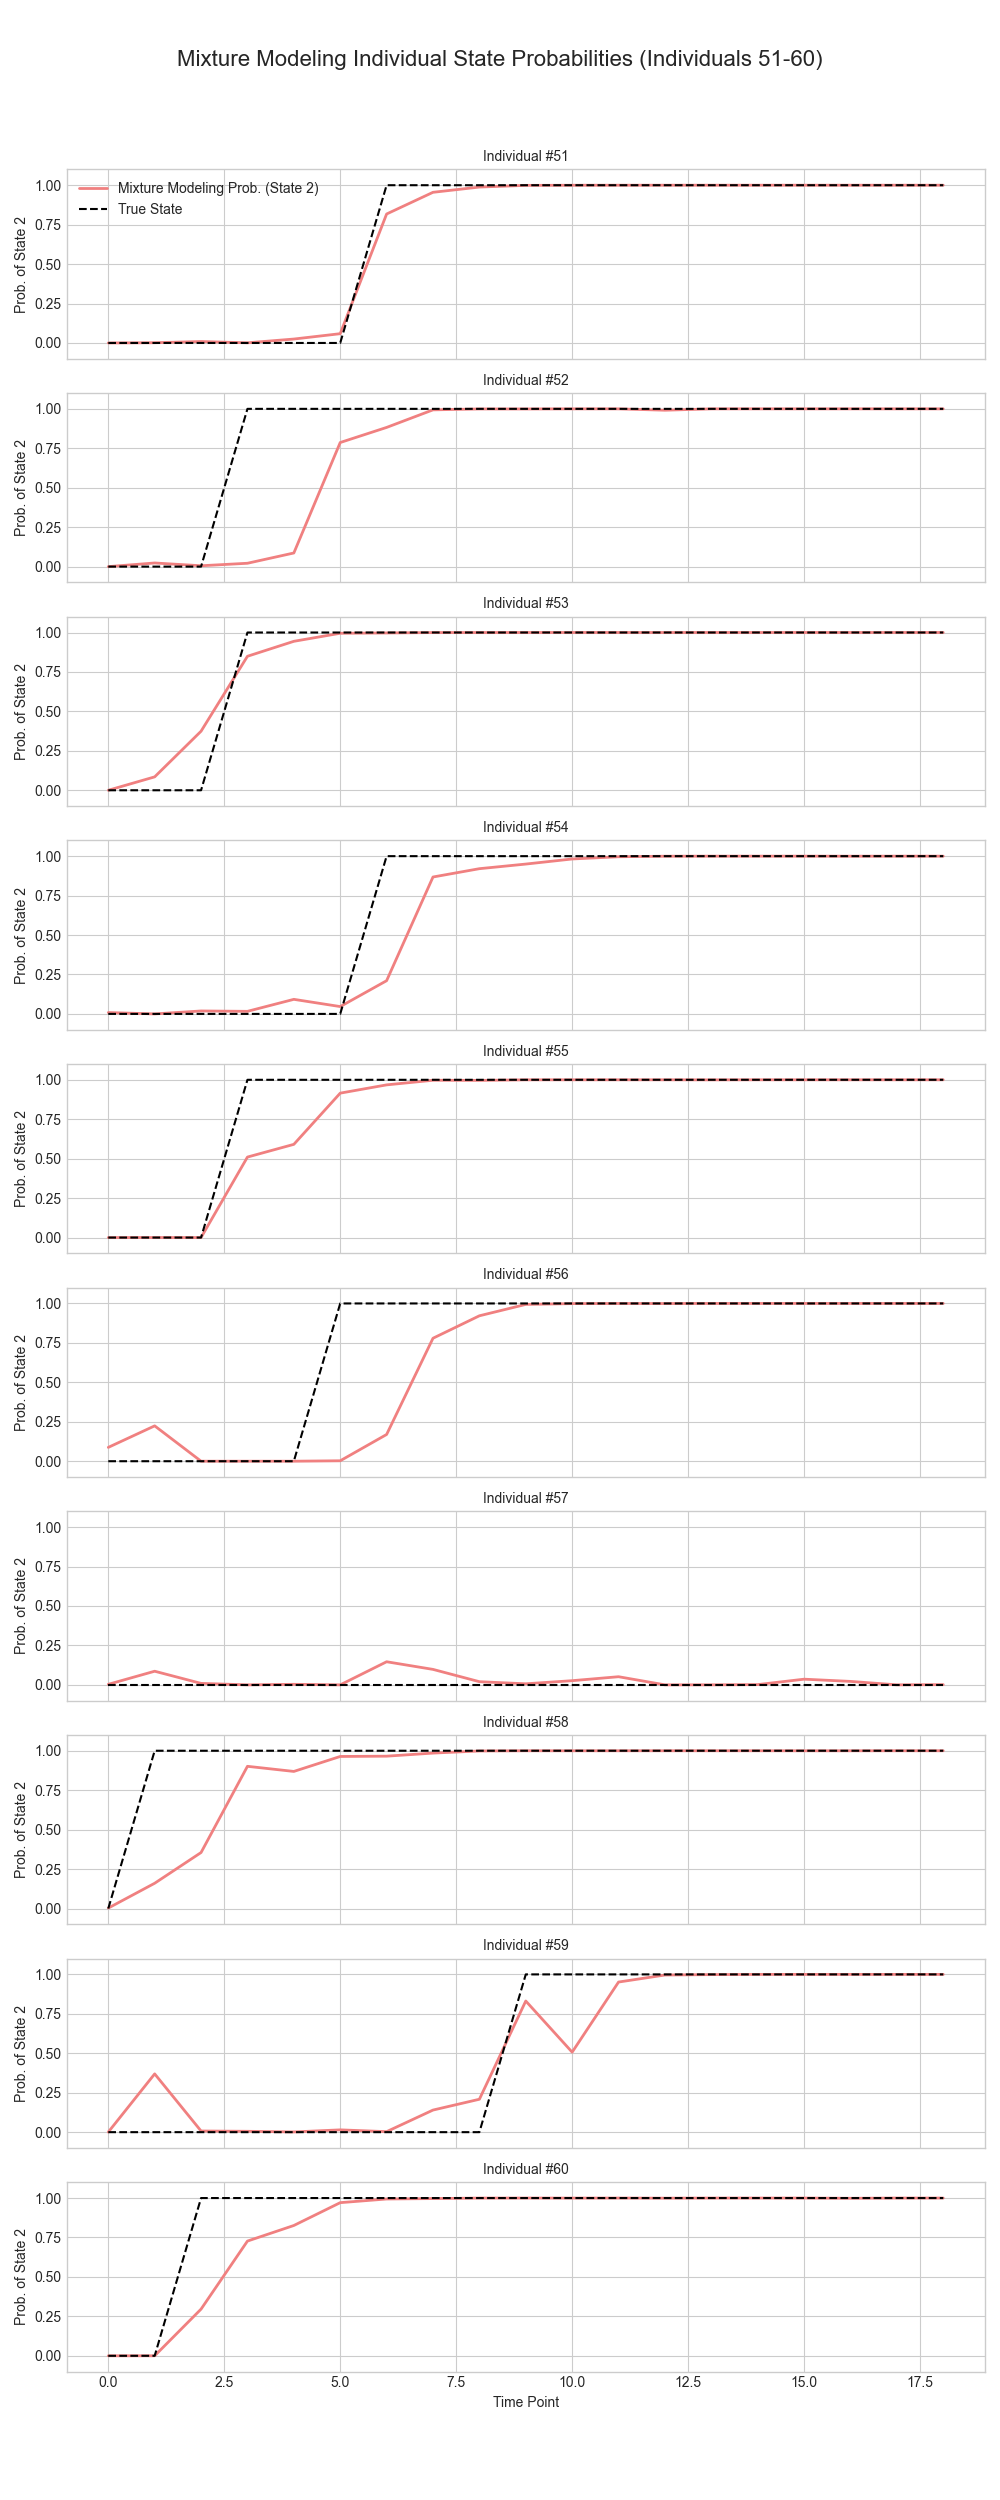 Mixture Modeling Individual State Probabilities (Individuals 51-60)
Individual #51
Mixture Modeling Prob. (State 2)
True State
Prob. of State 2
1.00
0.75
0.50
0.25
0.00
Individual #52
Prob. of State 2
1.00
0.75
0.50
0.25
0.00
Individual #53
Prob. of State 2
1.00
0.75
0.50
0.25
0.00
Individual #54
Prob. of State 2
1.00
0.75
0.50
0.25
0.00
Individual #55
Prob. of State 2
1.00
0.75
0.50
0.25
0.00
Individual #56
Prob. of State 2
1.00
0.75
0.50
0.25
0.00
Individual #57
Prob. of State 2
1.00
0.75
0.50
0.25
0.00
Individual #58
Prob. of State 2
1.00
0.75
0.50
0.25
0.00
Individual #59
Prob. of State 2
1.00
0.75
0.50
0.25
0.00
Individual #60
Prob. of State 2
1.00
0.75
0.50
0.25
0.00
0.0 2.5 5.0 7.5 10.0 12.5 15.0 17.5
Time Point